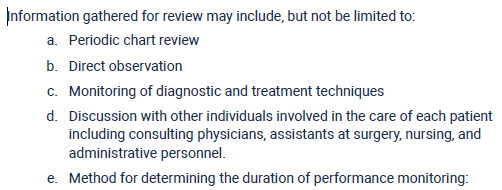 Information gathered for review may include, but not be limited to:
a. Periodic chart review
b. Direct observation
c. Monitoring of diagnostic and treatment techniques
d. Discussion with other individuals involved in the care of each patient
including consulting physicians, assistants at surgery, nursing, and
administrative personnel.
e. Method for determining the duration of performance monitoring: